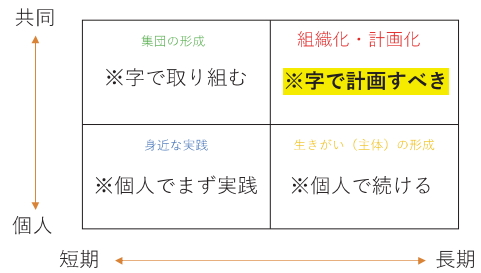 共同
集団の形成
組織化・計画化
※字で取り組む
※字で計画すべき
身近な実践
生きがい（主体）の形成
※個人でまず実践
※個人で続ける
個人
短期
長期